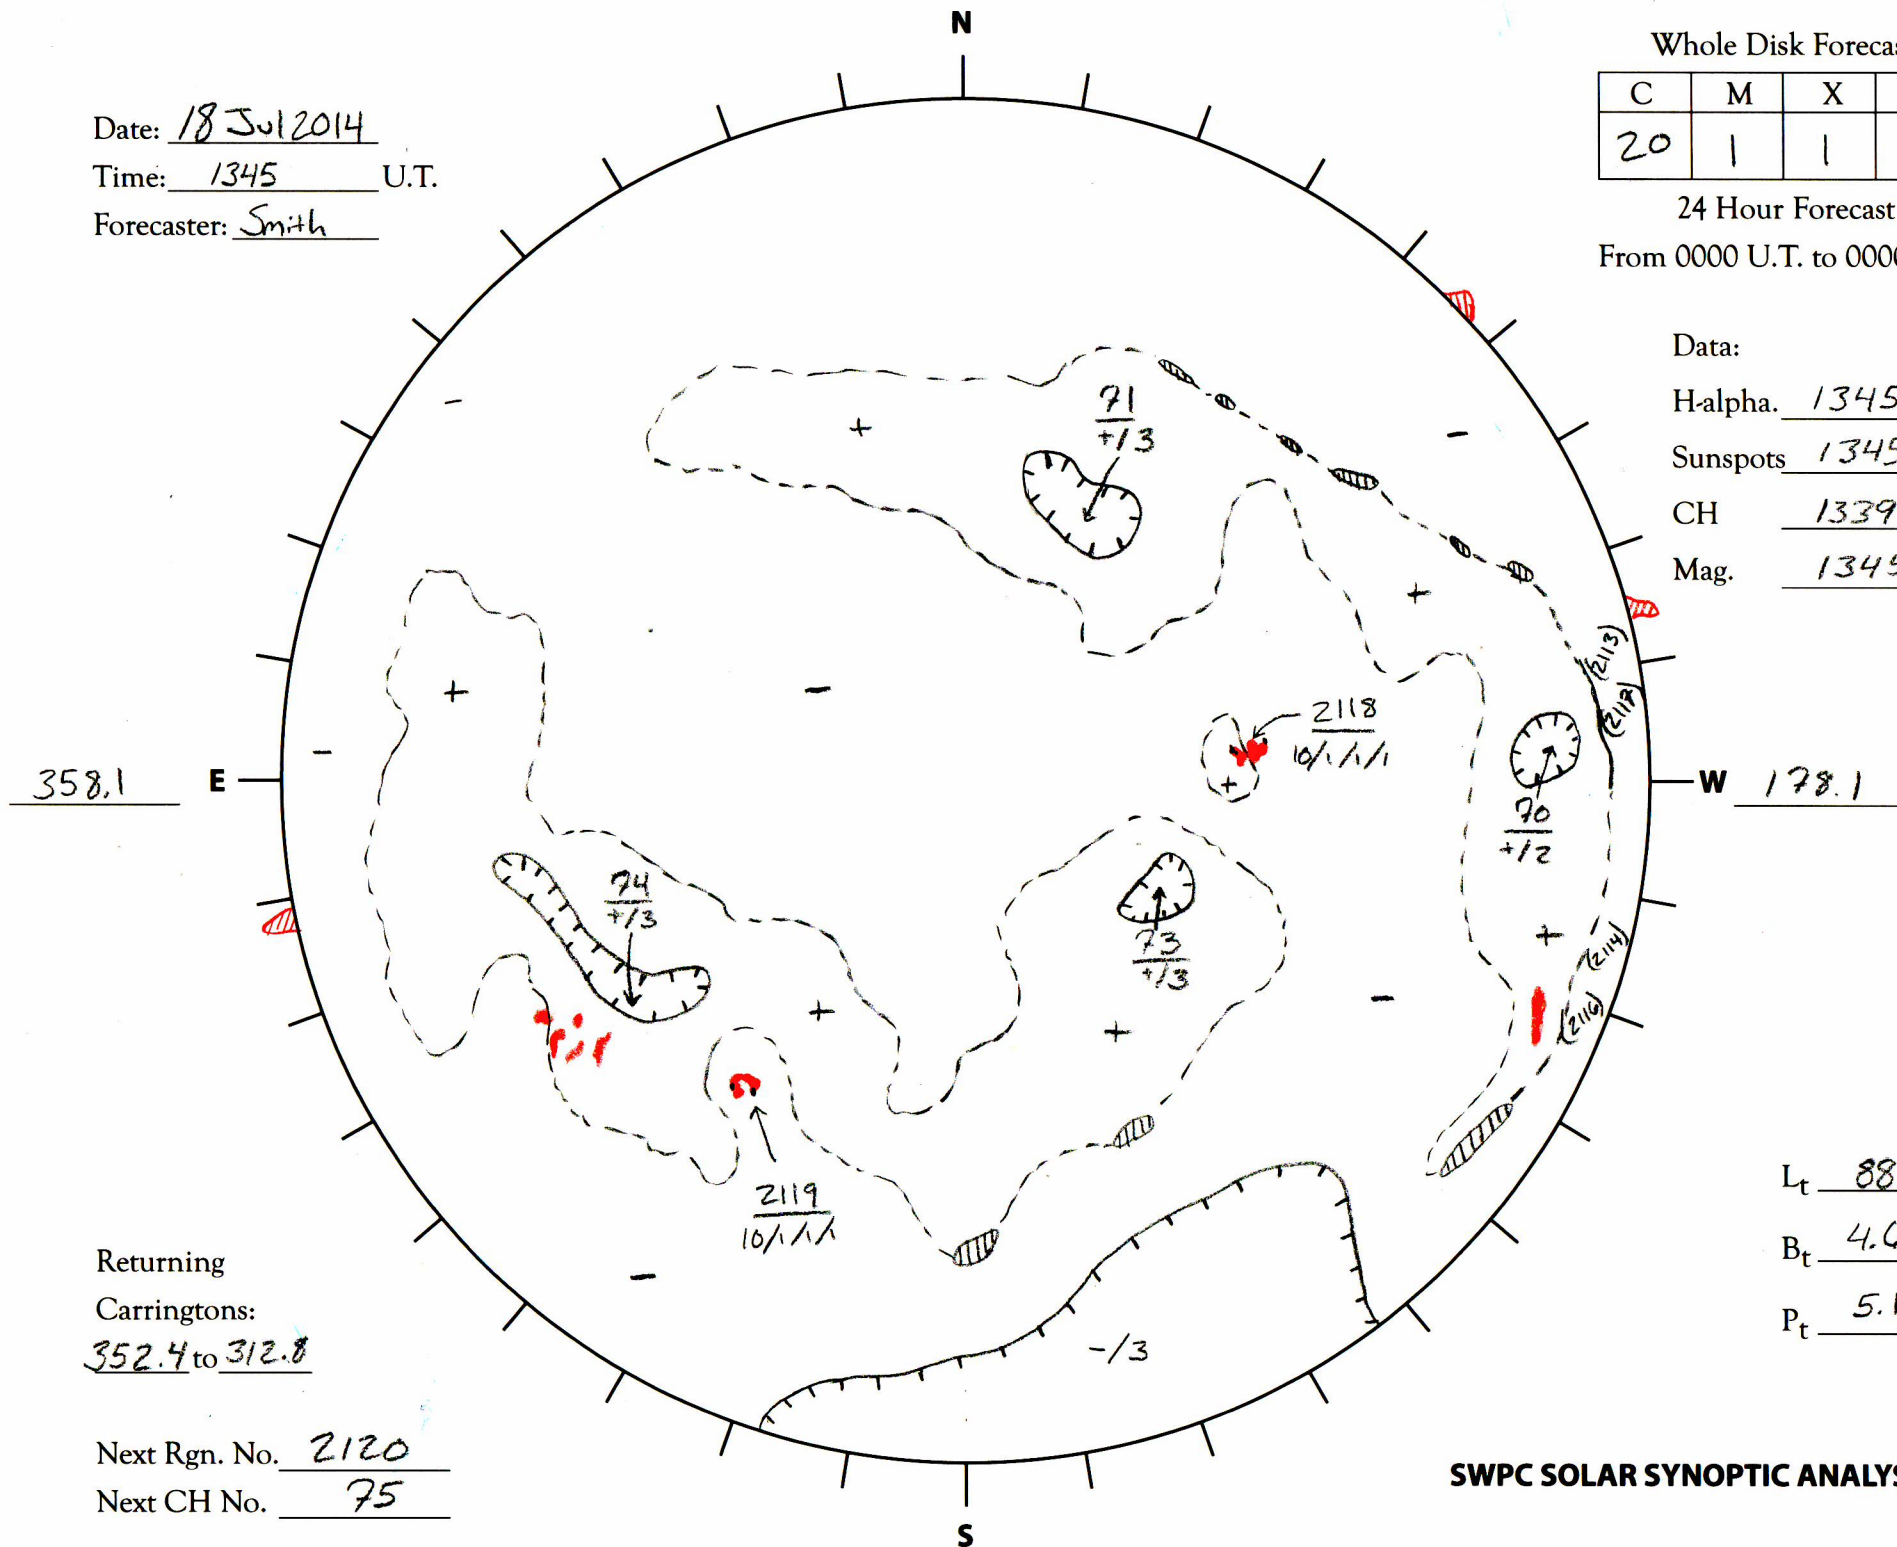 N
Whole Disk Forecas
C M X
20 1 1
24 Hour Forecast
From 0000 U.T. to 0000
Date: 18 Jul 2014
Time: 1345 U.T.
Forecaster: Smith
Data:
H-alpha. 1345
Sunspots 1345
CH 1339
Mag. 1345
71
+/3
+
-
-
+
+
-
-
(2113)
(2112)
2118
10/1/1/1
+
358.1 E
W 178.1
70
+/2
74
+/3
73
+/3
+
(2114)
-
+
+
(2116)
2119
10/1/1/1
-
-/3
Lt 88
Bt 4.6
Pt 5.1
Returning
Carringtons:
352.4 to 312.8
Next Rgn. No. 2120
Next CH No. 75
SWPC SOLAR SYNOPTIC ANALYS
S